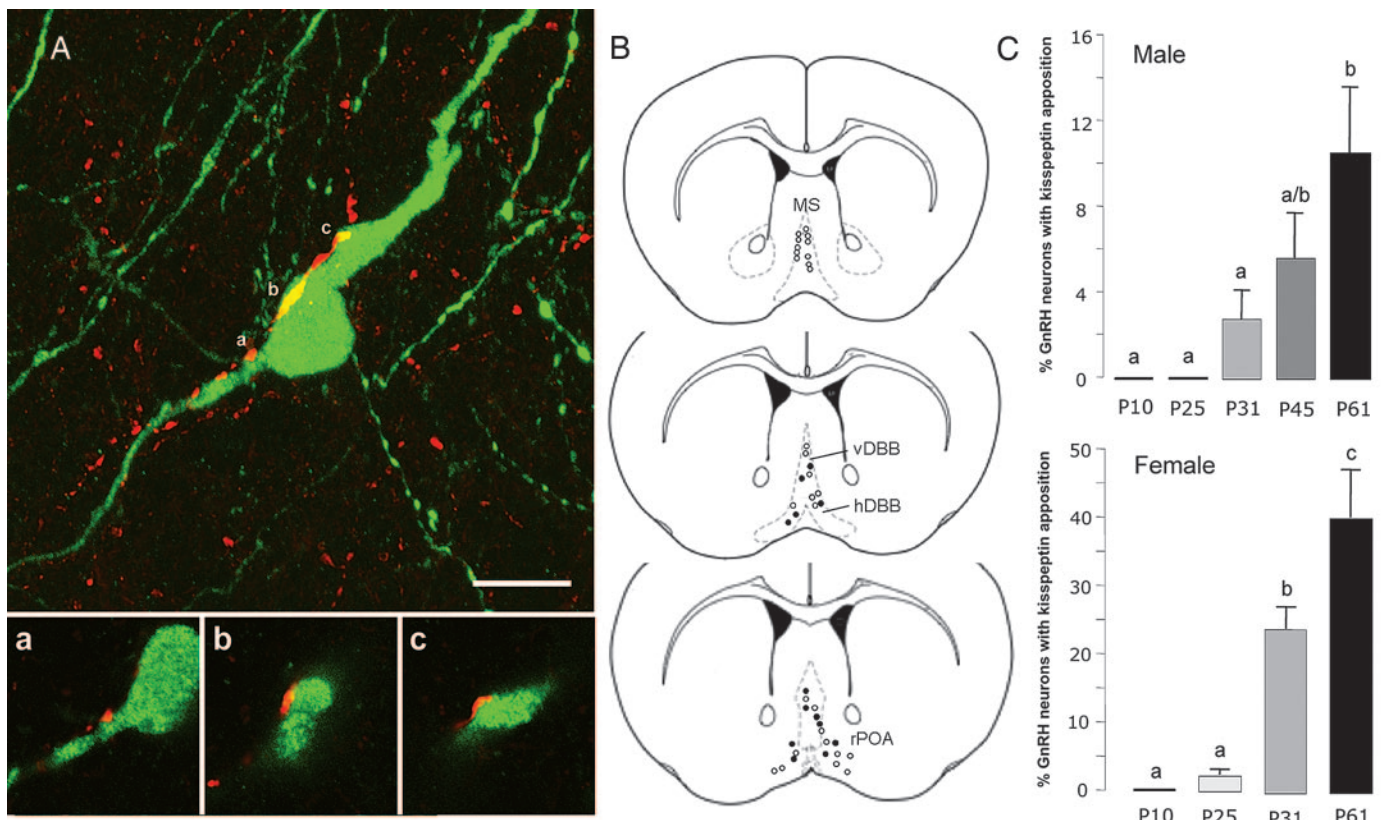 A
c
b
a
a
b
c
B
MS
vDBB
hDBB
rPOA
C
Male
% GnRH neurons with kisspeptin apposition
16
12
8
4
0
a
a
a
a/b
b
P10
P25
P31
P45
P61
Female
% GnRH neurons with kisspeptin apposition
50
40
30
20
10
0
a
a
b
c
P10
P25
P31
P61